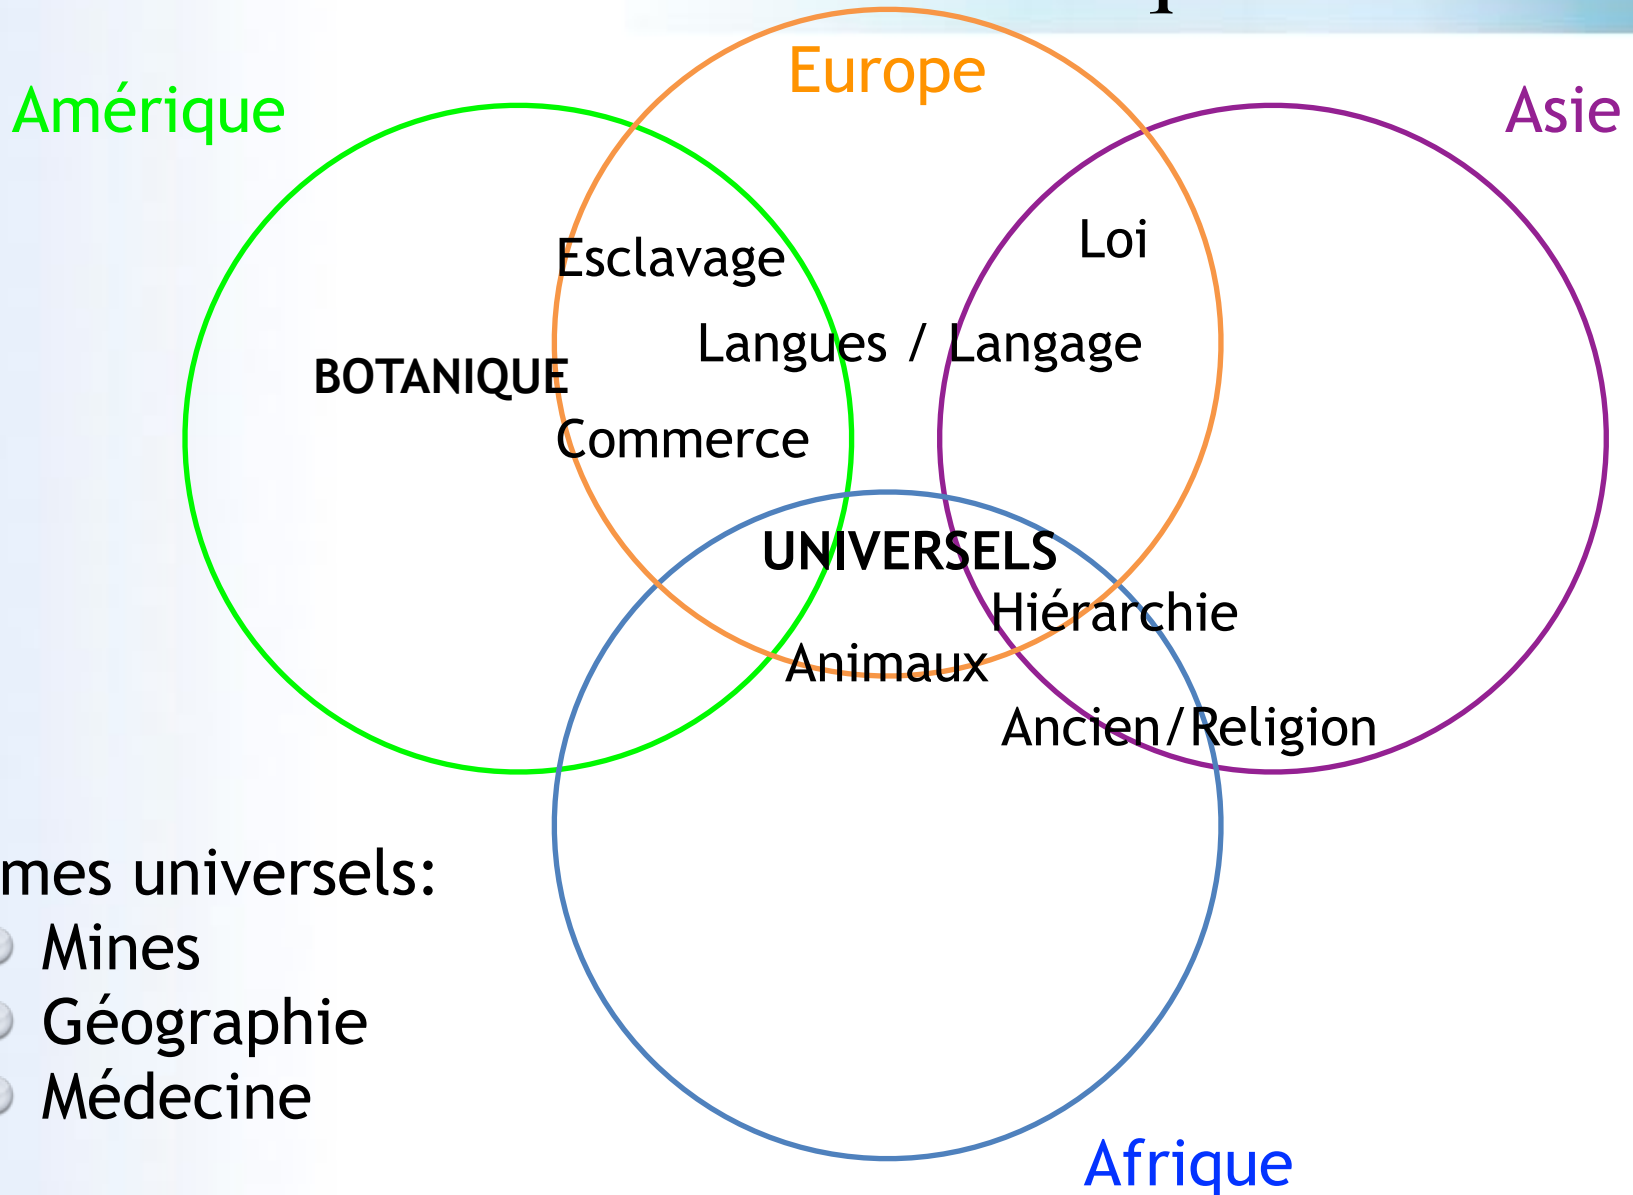 Europe
Amérique
Asie
Esclavage
Loi
Langues / Langage
BOTANIQUE
Commerce
UNIVERSELS
Hiérarchie
Animaux
Ancien/Religion
mes universels:
Mines
Géographie
Médecine
Afrique